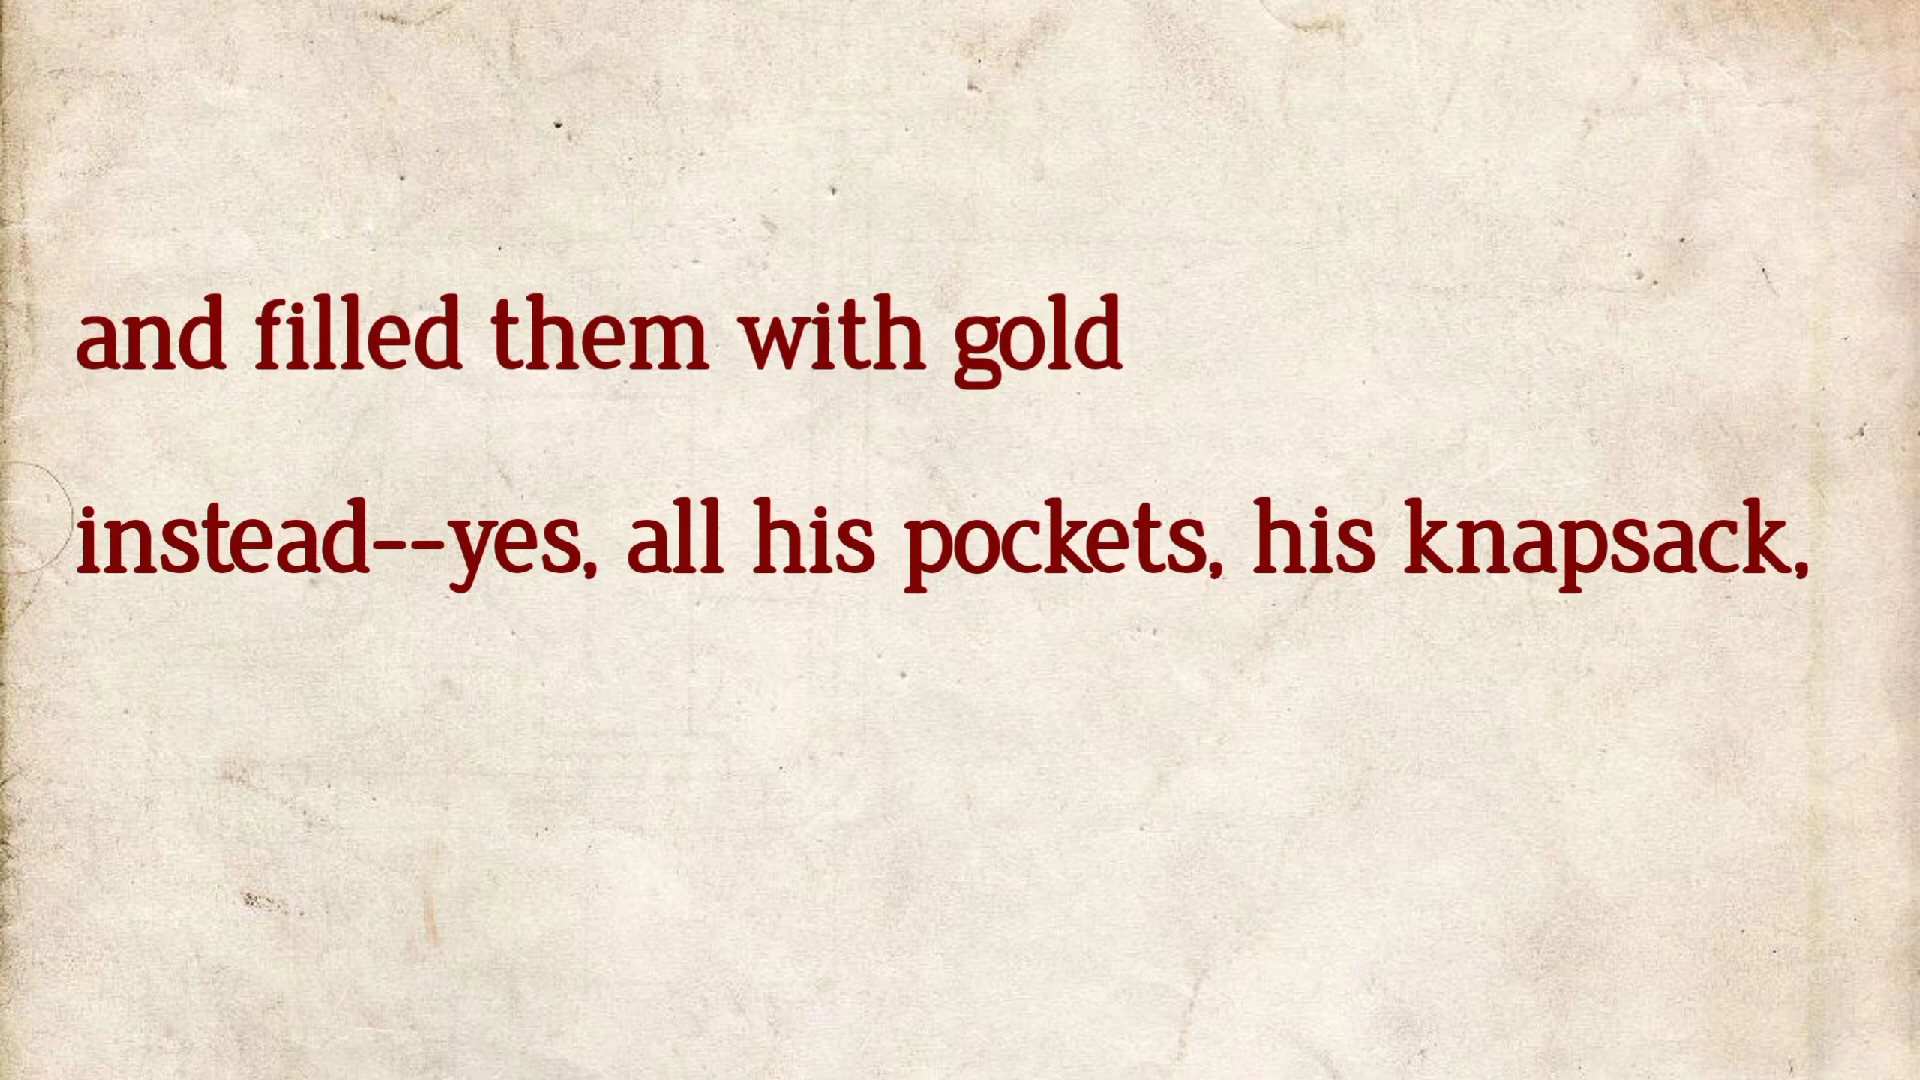 and filled them with gold
instead--yes, all his pockets, his knapsack,